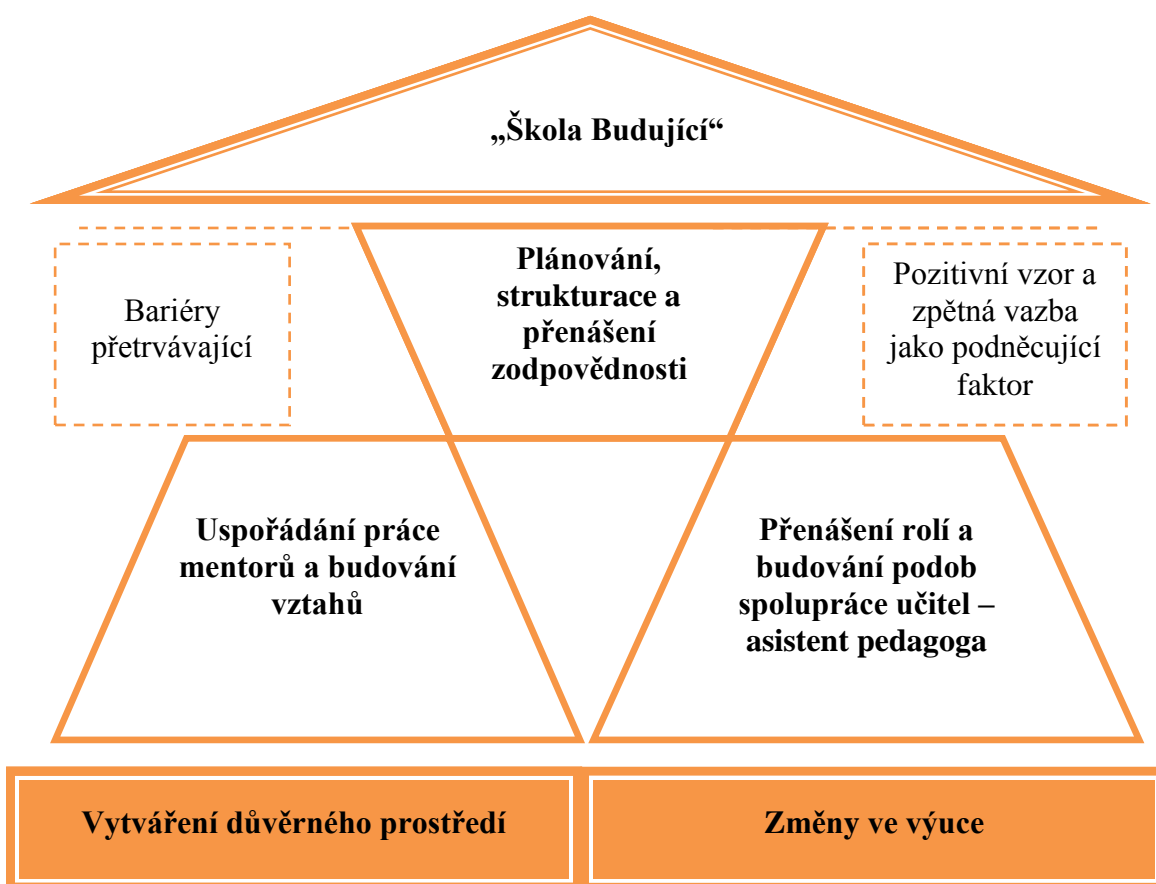 „Škola Budující“
Bariéry
přetrvávající
Plánování,
strukturace a
přenášení
zodpovědnosti
Pozitivní vzor a
zpětná vazba
jako podněcující
faktor
Uspořádání práce
mentorů a budování
vztahů
Přenášení rolí a
budování podob
spolupráce učitel –
asistent pedagoga
Vytváření důvěrného prostředí
Změny ve výuce